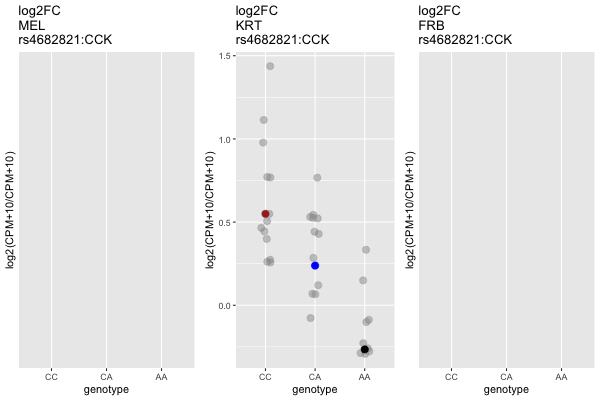 log2FC
MEL
rs4682821:CCK
log2(CPM+10/CPM+10)
CC CA AA
genotype
log2FC
KRT
rs4682821:CCK
log2(CPM+10/CPM+10)
1.5
1.0
0.5
0.0
CC CA AA
genotype
log2FC
FRB
rs4682821:CCK
log2(CPM+10/CPM+10)
CC CA AA
genotype